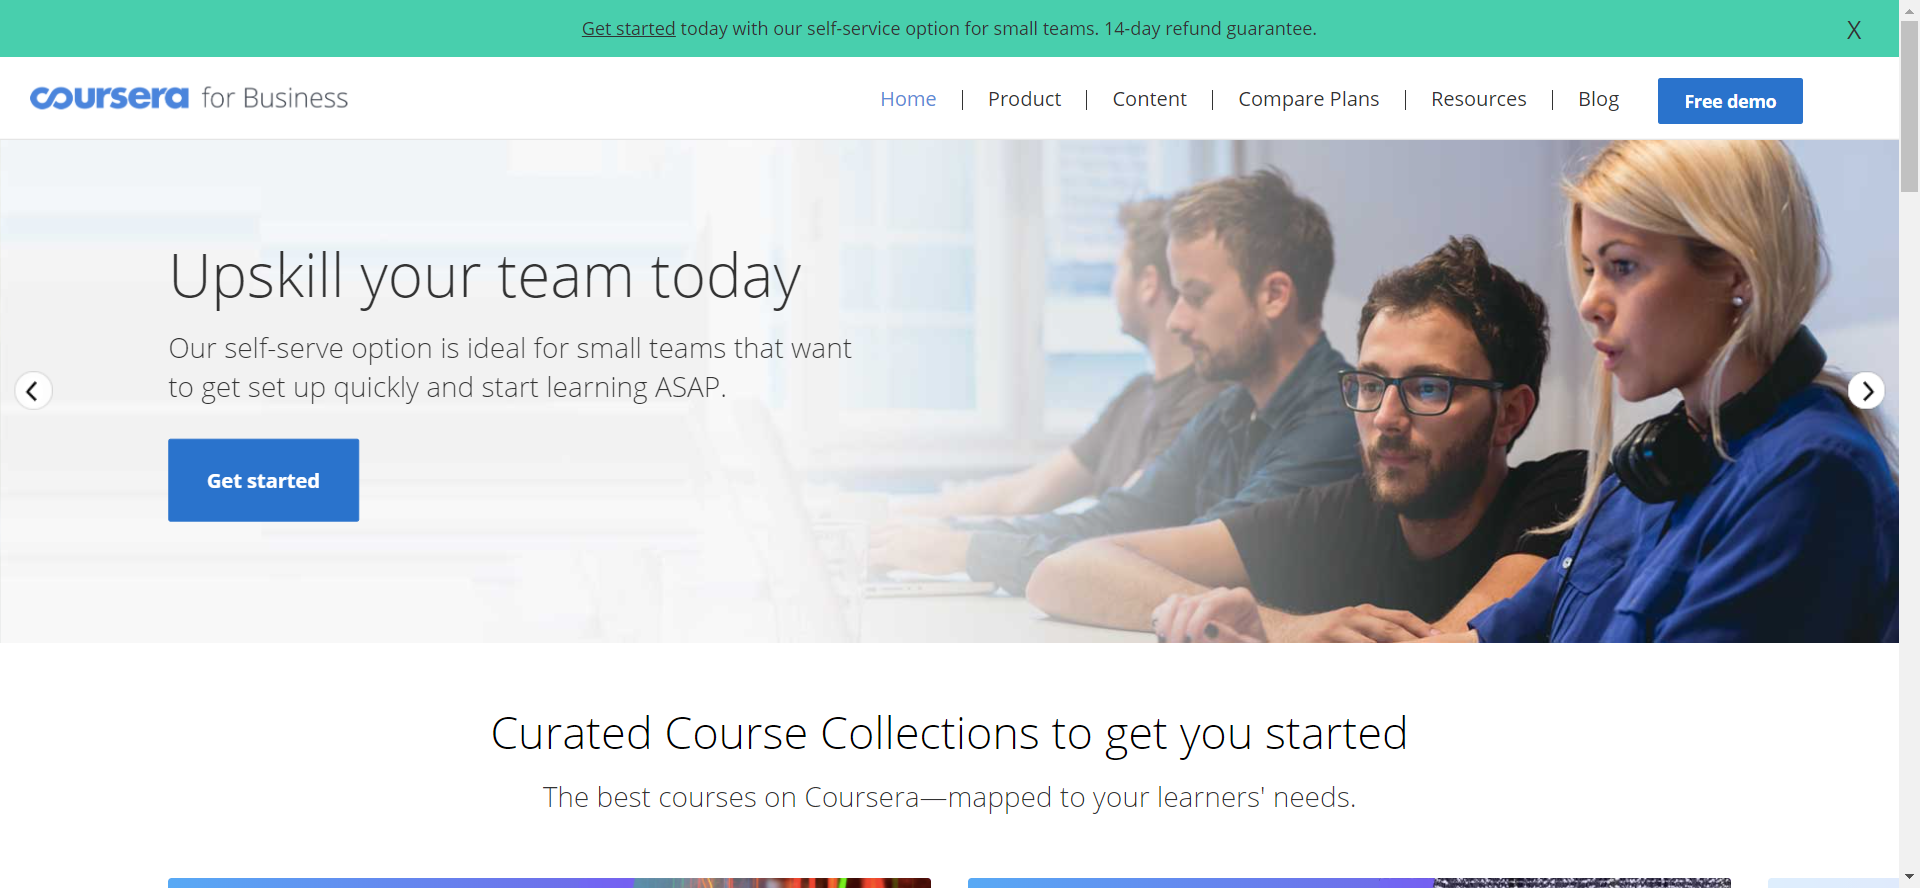 Get started today with our self-service option for small teams. 14-day refund guarantee.
X
coursera for Business
Home | Product | Content | Compare Plans | Resources | Blog
Free demo
Upskill your team today
Our self-serve option is ideal for small teams that want
to get set up quickly and start learning ASAP.
Get started
Curated Course Collections to get you started
The best courses on Coursera—mapped to your learners' needs.